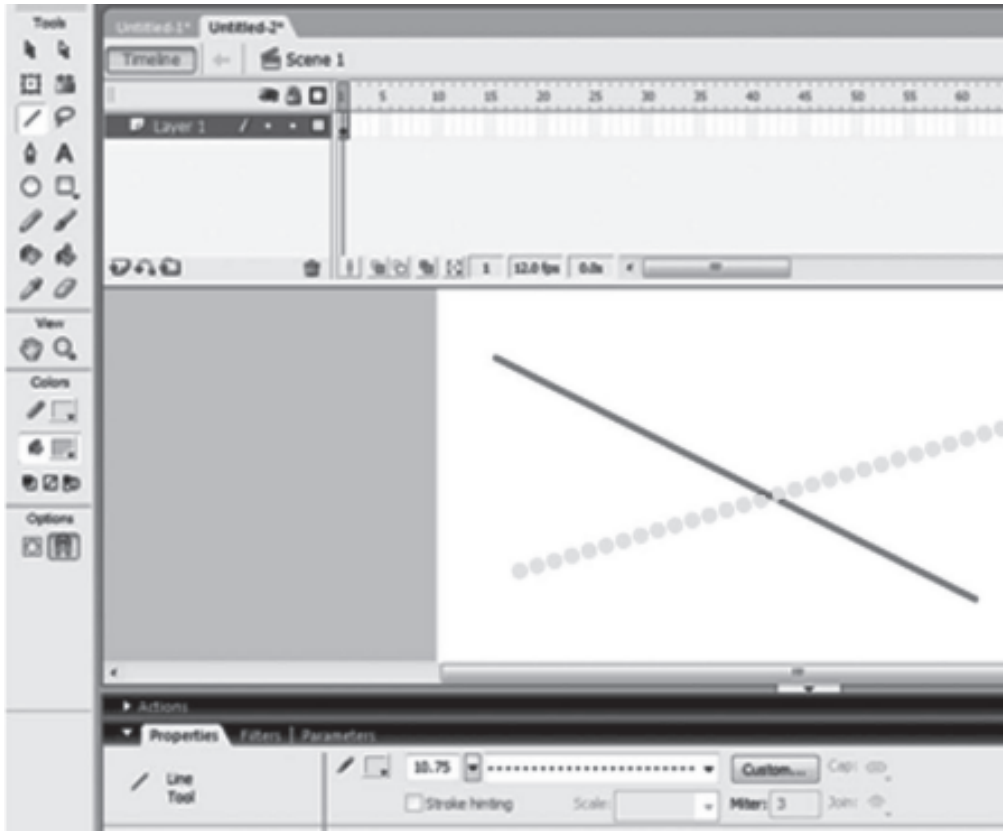 Tools
Untitled-1* Untitled-2*
Timeline Scene 1
1 5 10 15 20 25 30 35 40 45 50 55 60
Layer 1
1 12.0 fps 0.0s
View
Colors
Options
Actions
Properties Filters Parameters
Line
Tool
10.75 Custom... Cap:
Stroke hinting Scale: Miter: 3 Join:
A